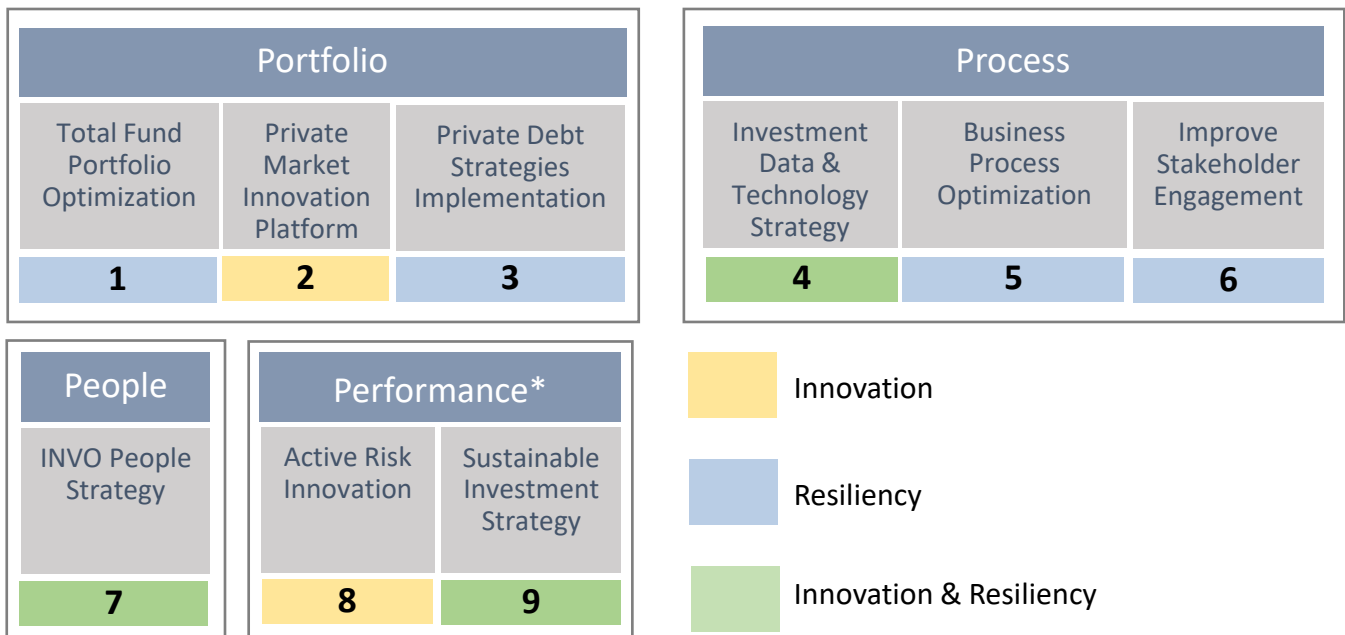 Portfolio
Total Fund
Portfolio
Optimization
Private
Market
Innovation
Platform
Private Debt
Strategies
Implementation
1
2
3
Process
Investment
Data &
Technology
Strategy
Business
Process
Optimization
Improve
Stakeholder
Engagement
4
5
6
People
INVO People
Strategy
7
Performance*
Active Risk
Innovation
Sustainable
Investment
Strategy
8
9
Innovation
Resiliency
Innovation & Resiliency